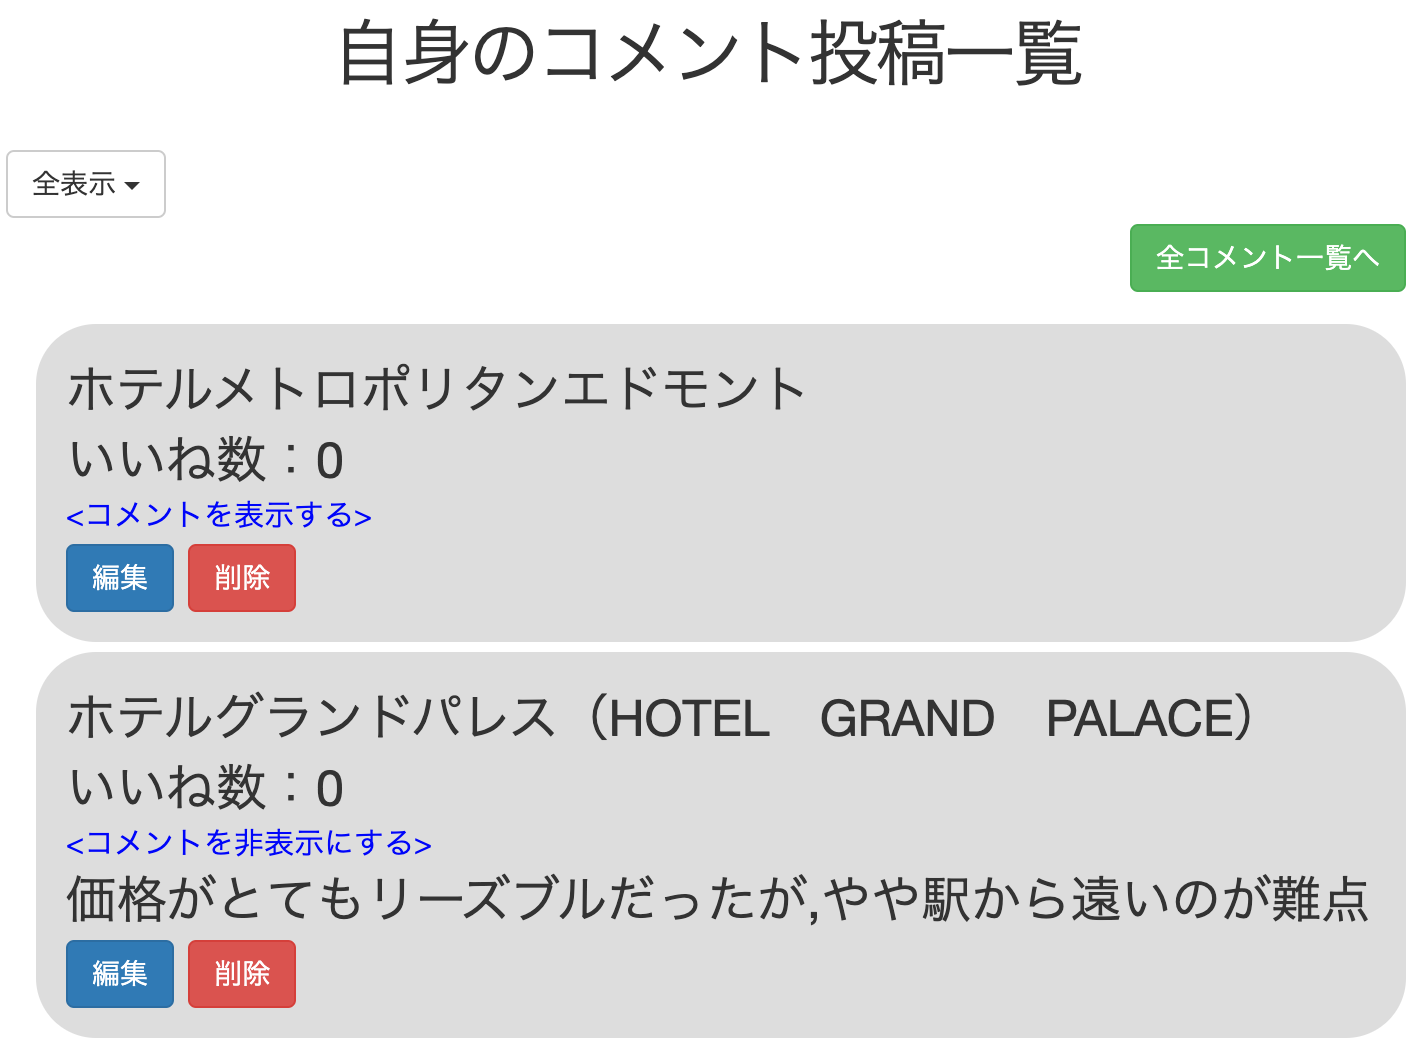 自身のコメント投稿一覧
全表示
全コメント一覧へ
ホテルメトロポリタンエドモント
いいね数：0
<コメントを表示する>
編集 削除
ホテルグランドパレス（HOTEL　GRAND　PALACE）
いいね数：0
<コメントを非表示にする>
価格がとてもリーズブルだったが,やや駅から遠いのが難点
編集 削除